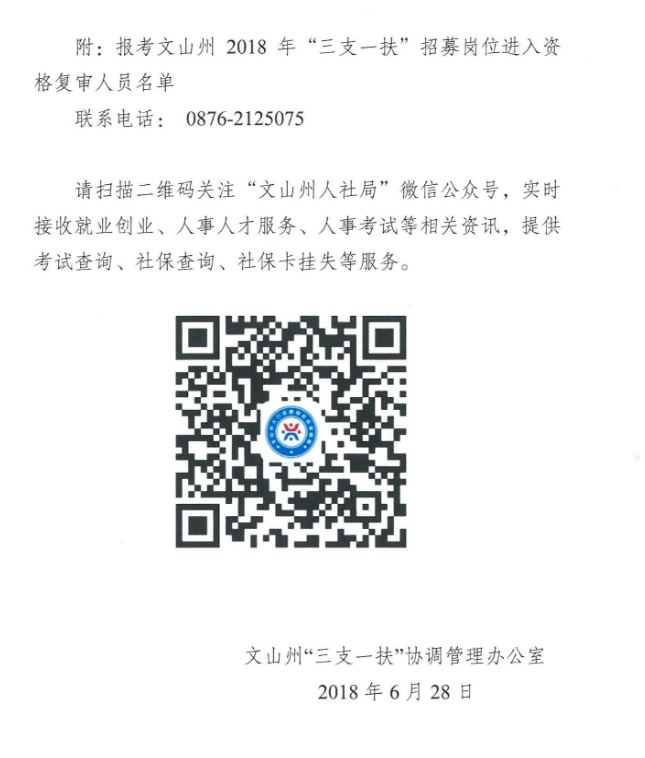 附：报考文山州 2018 年“三支一扶”招募岗位进入资
格复审人员名单
联系电话： 0876-2125075
请扫描二维码关注“文山州人社局”微信公众号，实时
接收就业创业、人事人才服务、人事考试等相关资讯，提供
考试查询、社保查询、社保卡挂失等服务。
文山州“三支一扶”协调管理办公室
2018 年 6 月 28 日